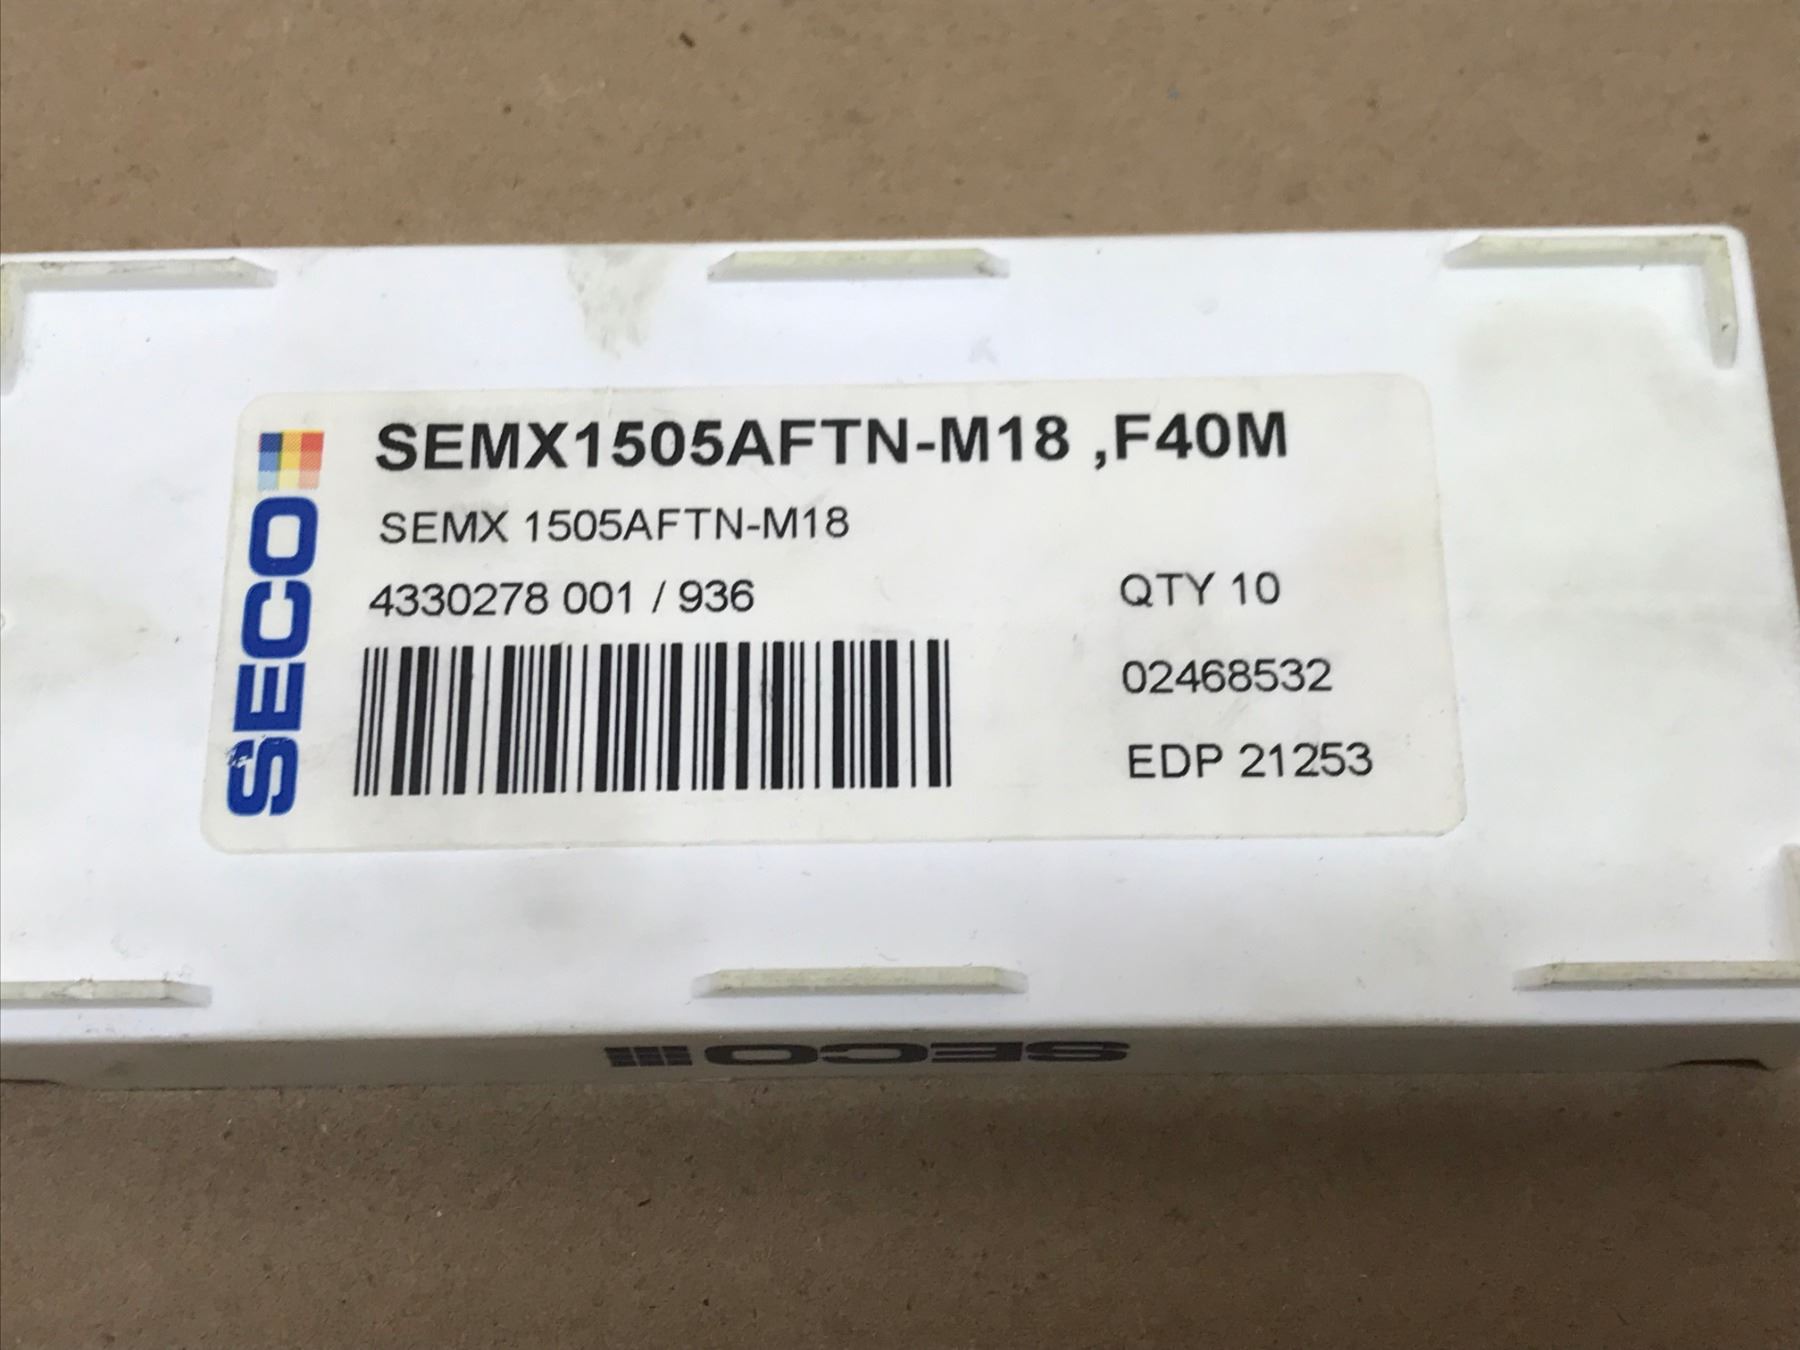 SECO
SEMX1505AFTN-M18 ,F40M
SEMX 1505AFTN-M18
4330278 001 / 936
QTY 10
02468532
EDP 21253
SECO